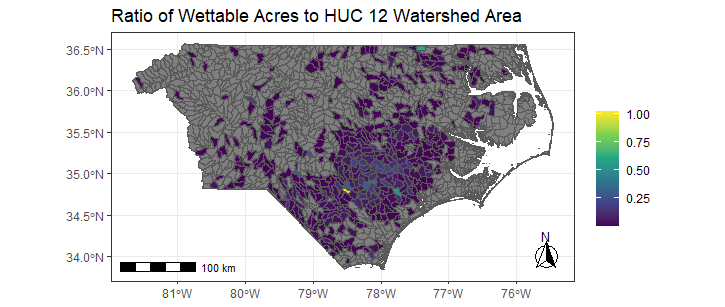 Ratio of Wettable Acres to HUC 12 Watershed Area
36.5°N
36.0°N
35.5°N
35.0°N
34.5°N
34.0°N
1.00
0.75
0.50
0.25
N
100 km
81°W
80°W
79°W
78°W
77°W
76°W